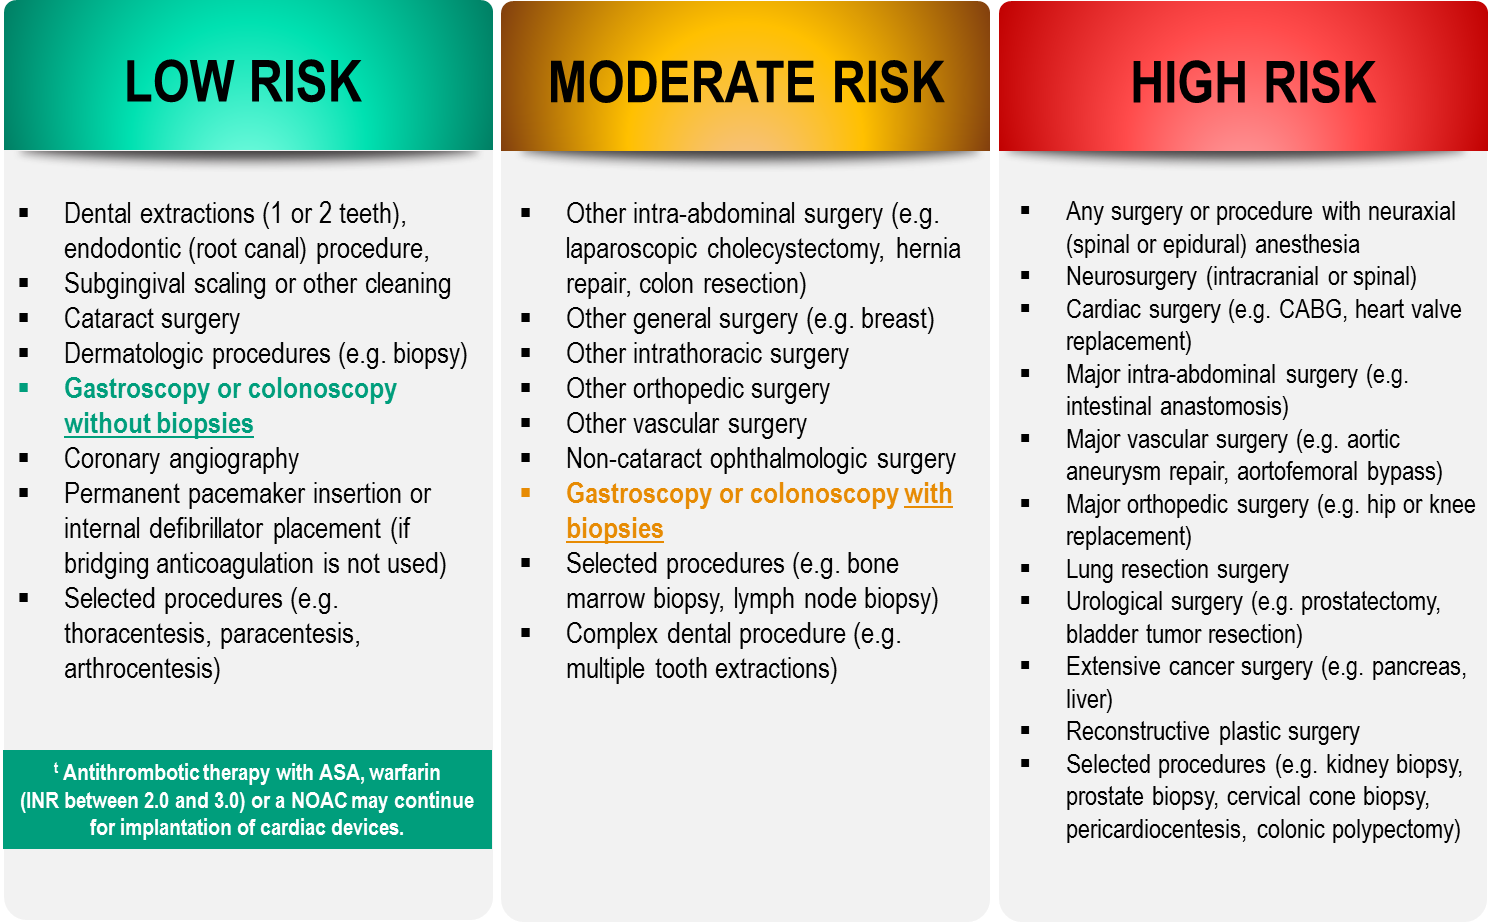 LOW RISK
▪ Dental extractions (1 or 2 teeth),
endodontic (root canal) procedure,
▪ Subgingival scaling or other cleaning
▪ Cataract surgery
▪ Dermatologic procedures (e.g. biopsy)
▪ Gastroscopy or colonoscopy
without biopsies
▪ Coronary angiography
▪ Permanent pacemaker insertion or
internal defibrillator placement (if
bridging anticoagulation is not used)
▪ Selected procedures (e.g.
thoracentesis, paracentesis,
arthrocentesis)
t Antithrombotic therapy with ASA, warfarin
(INR between 2.0 and 3.0) or a NOAC may continue
for implantation of cardiac devices.
MODERATE RISK
▪ Other intra-abdominal surgery (e.g.
laparoscopic cholecystectomy, hernia
repair, colon resection)
▪ Other general surgery (e.g. breast)
▪ Other intrathoracic surgery
▪ Other orthopedic surgery
▪ Other vascular surgery
▪ Non-cataract ophthalmologic surgery
▪ Gastroscopy or colonoscopy with
biopsies
▪ Selected procedures (e.g. bone
marrow biopsy, lymph node biopsy)
▪ Complex dental procedure (e.g.
multiple tooth extractions)
HIGH RISK
▪ Any surgery or procedure with neuraxial
(spinal or epidural) anesthesia
▪ Neurosurgery (intracranial or spinal)
▪ Cardiac surgery (e.g. CABG, heart valve
replacement)
▪ Major intra-abdominal surgery (e.g.
intestinal anastomosis)
▪ Major vascular surgery (e.g. aortic
aneurysm repair, aortofemoral bypass)
▪ Major orthopedic surgery (e.g. hip or knee
replacement)
▪ Lung resection surgery
▪ Urological surgery (e.g. prostatectomy,
bladder tumor resection)
▪ Extensive cancer surgery (e.g. pancreas,
liver)
▪ Reconstructive plastic surgery
▪ Selected procedures (e.g. kidney biopsy,
prostate biopsy, cervical cone biopsy,
pericardiocentesis, colonic polypectomy)